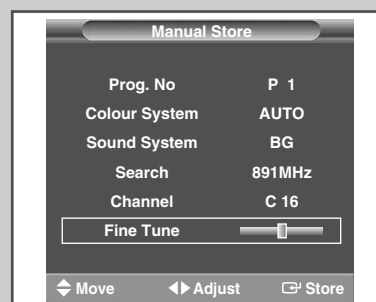 Manual Store
Prog. No P 1
Colour System AUTO
Sound System BG
Search 891MHz
Channel C 16
Fine Tune
Move Adjust Store